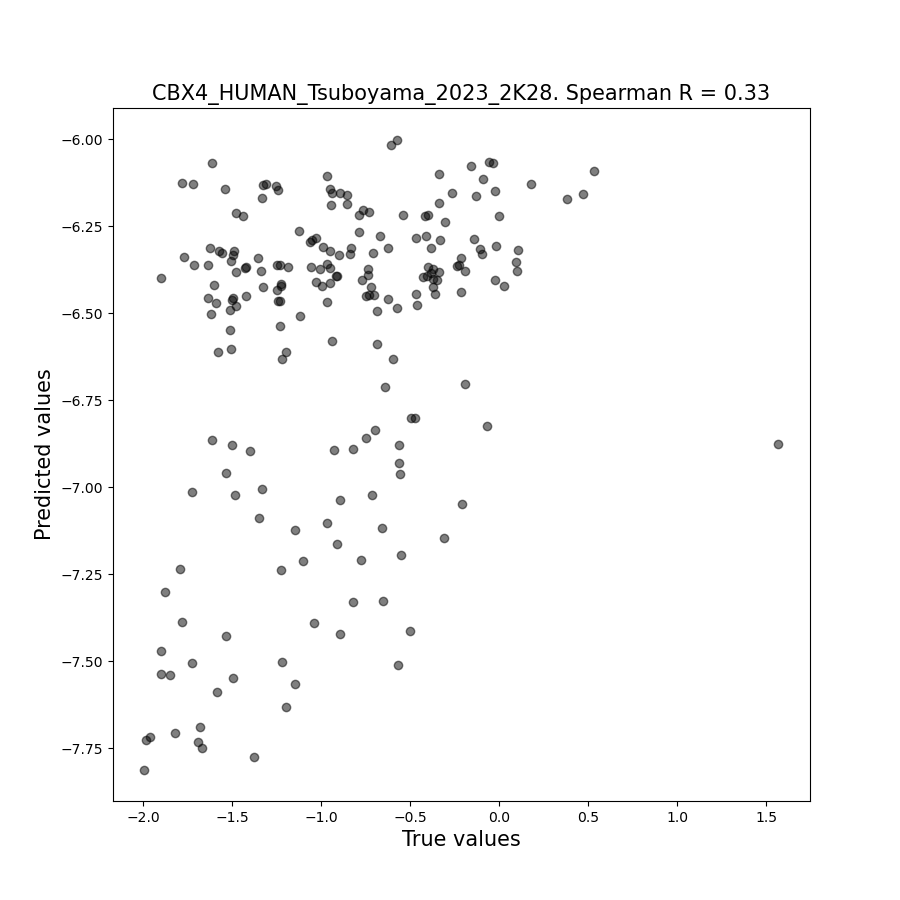 CBX4_HUMAN_Tsuboyama_2023_2K28. Spearman R = 0.33
−6.00
−6.25
−6.50
−6.75
−7.00
−7.25
−7.50
−7.75
Predicted values
−2.0 −1.5 −1.0 −0.5 0.0 0.5 1.0 1.5
True values